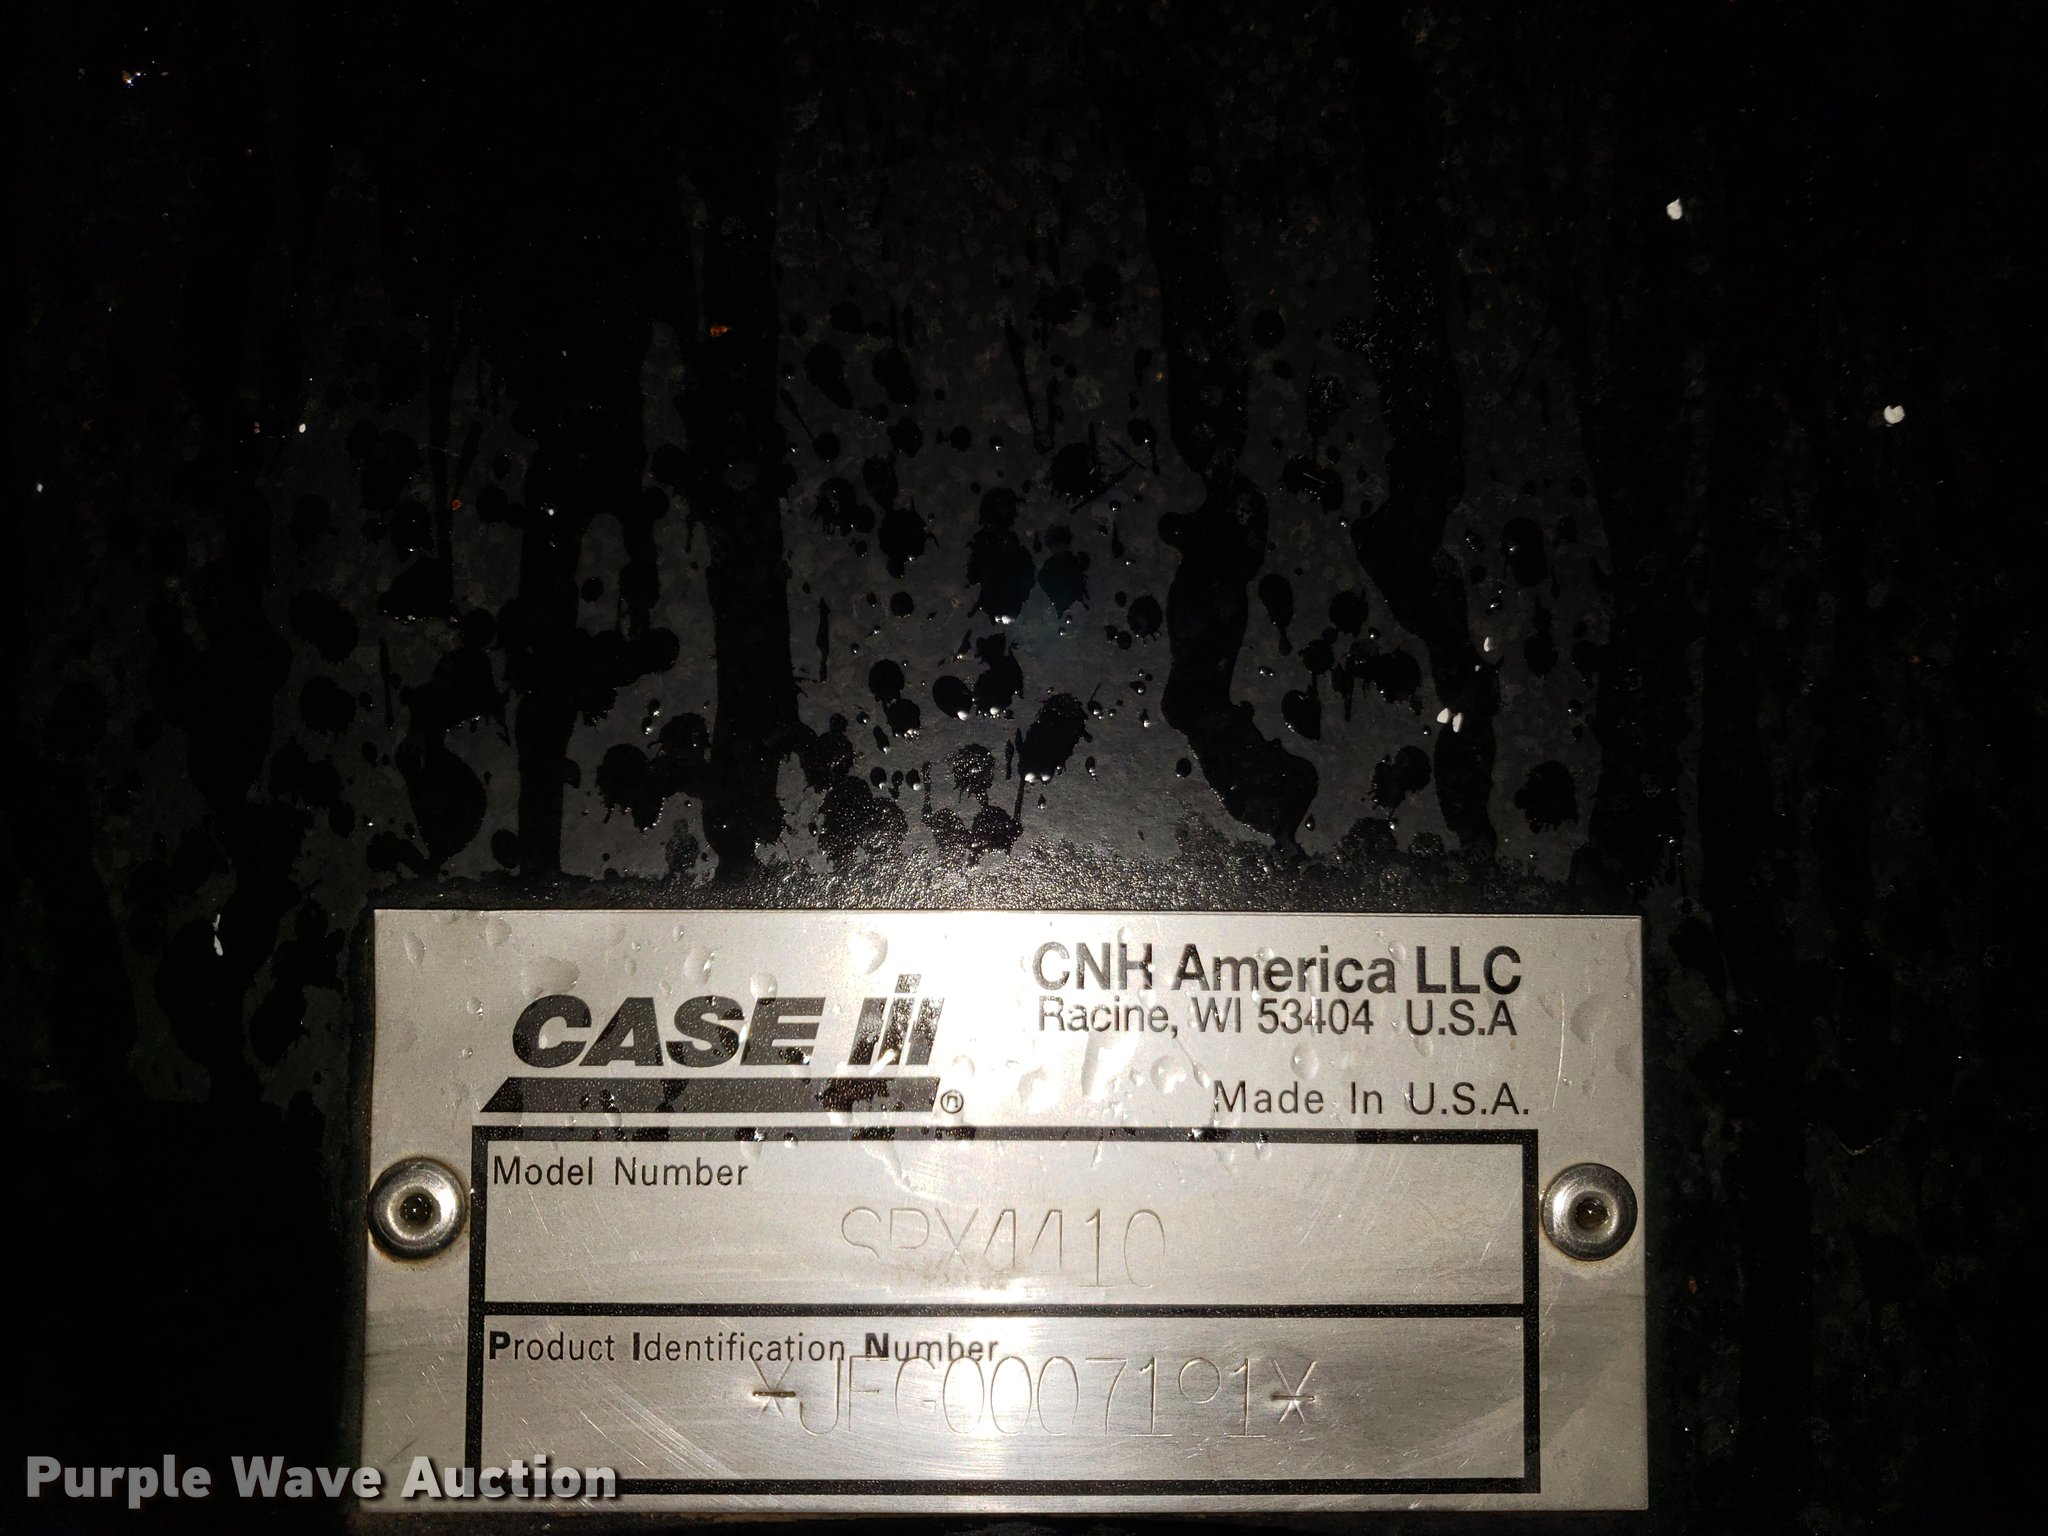 CASE IH ®
CNH America LLC
Racine, WI 53404 U.S.A
Made In U.S.A.
Model Number
SPX4410
Product Identification Number
Purple Wave Auction